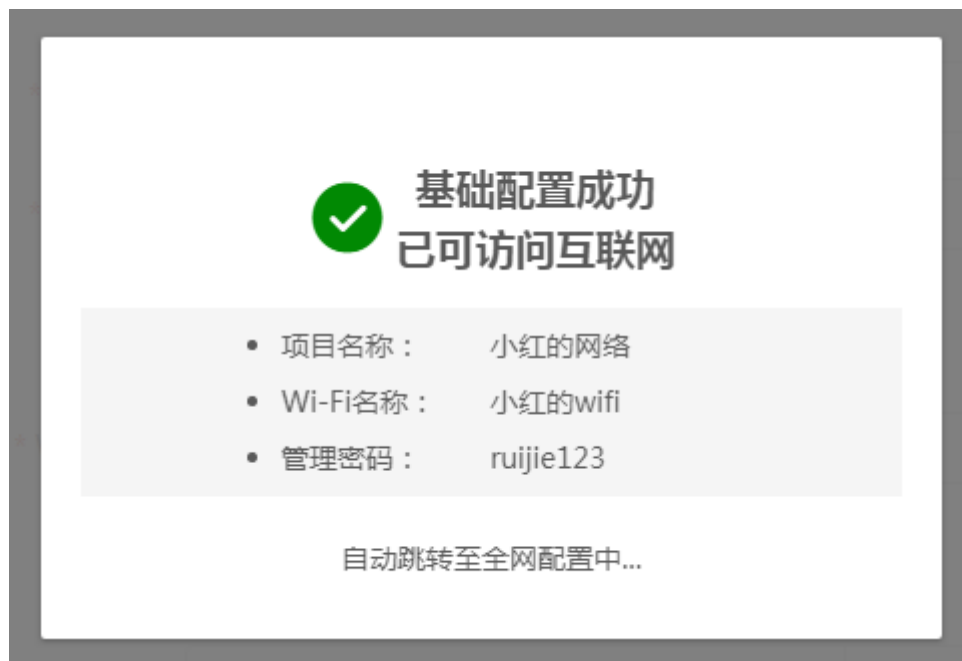 基础配置成功
已可访问互联网
• 项目名称： 小红的网络
• Wi-Fi名称： 小红的wifi
• 管理密码： ruijie123
自动跳转至全网配置中...